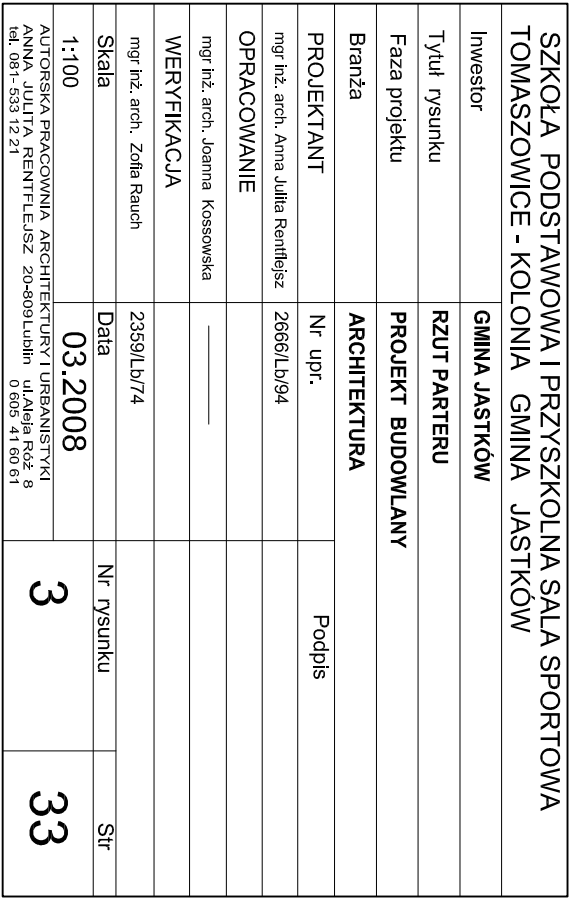 SZKOŁA PODSTAWOWA I PRZYSZKOLNA SALA SPORTOWA
TOMASZOWICE - KOLONIA GMINA JASTKÓW
Inwestor GMINA JASTKÓW
Tytuł rysunku RZUT PARTERU
Faza projektu PROJEKT BUDOWLANY
Branża ARCHITEKTURA
PROJEKTANT Nr upr. Podpis
mgr inż. arch. Anna Julita Rentflejsz 2666/Lb/94
OPRACOWANIE
mgr inż. arch. Joanna Kossowska
WERYFIKACJA
mgr inż. arch. Zofia Rauch 2359/Lb/74
Skala Data Nr rysunku Str
1:100 03.2008 3 33
AUTORSKA PRACOWNIA ARCHITEKTURY I URBANISTYKI
ANNA JULITA RENTFLEJSZ 20-809 Lublin ul.Aleja Róż 8
tel. 081- 533 12 21 0 605 41 60 61